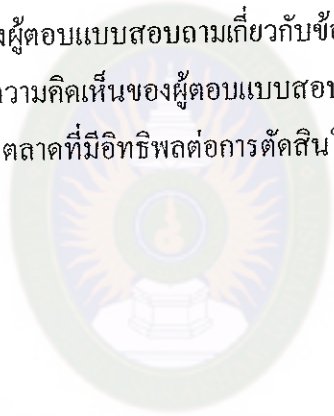 งผู้ตอบแบบสอบถามเกี่ยวกับข้อ
ความคิดเห็นของผู้ตอบแบบสอบ
ตลาดที่มีอิทธิพลต่อการตัดสิน